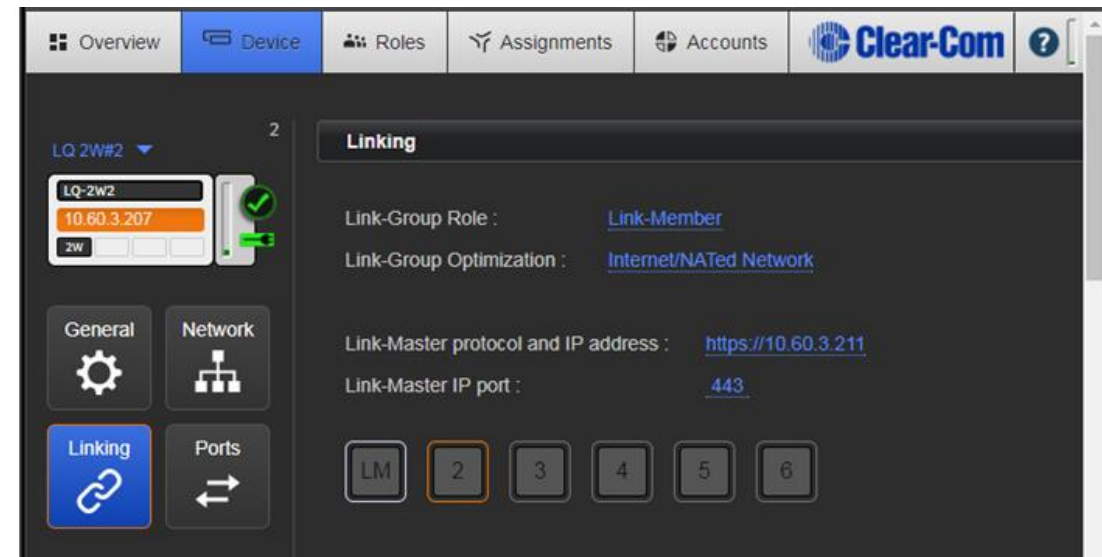 Overview Device Roles Assignments Accounts Clear-Com ?
2
LQ 2W#2
LQ-2W2
10.60.3.207
2W
General Network
Linking Ports
Linking
Link-Group Role : Link-Member
Link-Group Optimization : Internet/NATed Network
Link-Master protocol and IP address : https://10.60.3.211
Link-Master IP port : 443
LM 2 3 4 5 6